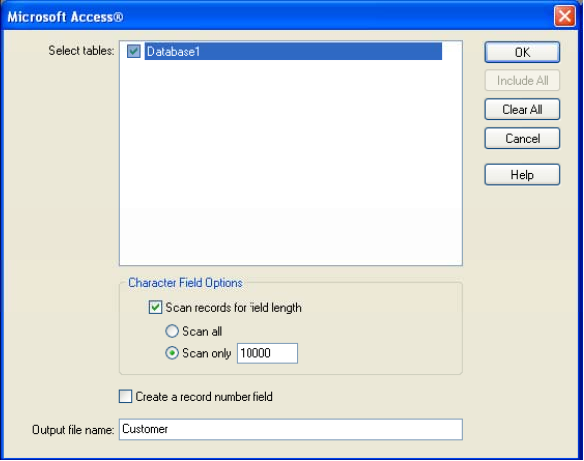 Microsoft Access®
Select tables:
Database1
OK
Include All
Clear All
Cancel
Help
Character Field Options
Scan records for field length
Scan all
Scan only 10000
Create a record number field
Output file name: Customer